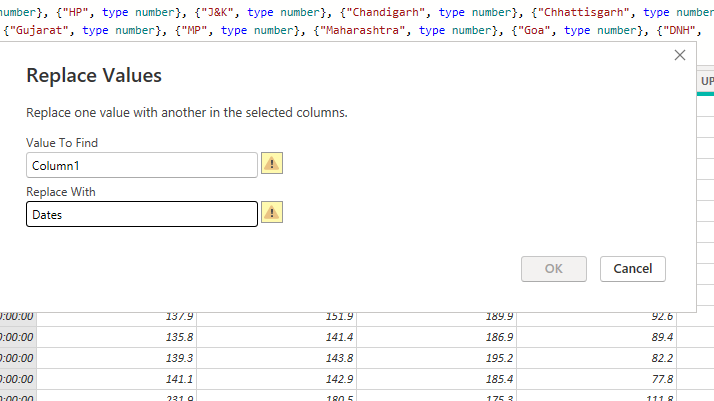 number}, {"HP", type number}, {"J&K", type number}, {"Chandigarh", type number}, {"Chhattisgarh", type number
{"Gujarat", type number}, {"MP", type number}, {"Maharashtra", type number}, {"Goa", type number}, {"DNH",
Replace Values
UP
Replace one value with another in the selected columns.
Value To Find
Column1
Replace With
Dates
OK Cancel
0:00:00 137.9 151.9 189.9 92.6
0:00:00 135.8 141.4 186.9 89.4
0:00:00 139.3 143.8 195.2 82.2
0:00:00 141.1 142.9 185.4 77.8
0:00:00 231.9 180.5 175.3 111.8